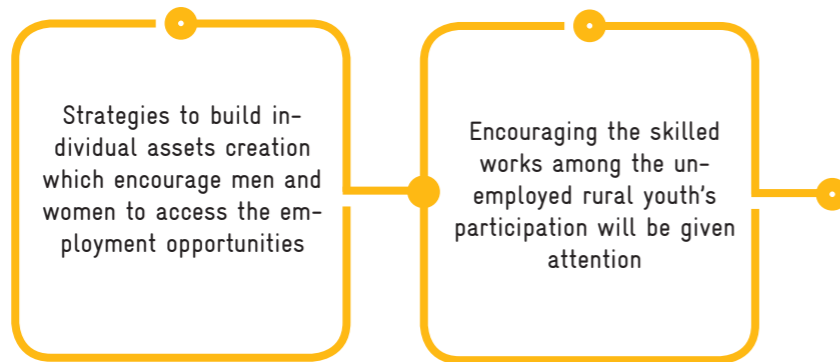 Strategies to build in-
dividual assets creation
which encourage men and
women to access the em-
ployment opportunities
Encouraging the skilled
works among the un-
employed rural youth's
participation will be given
attention